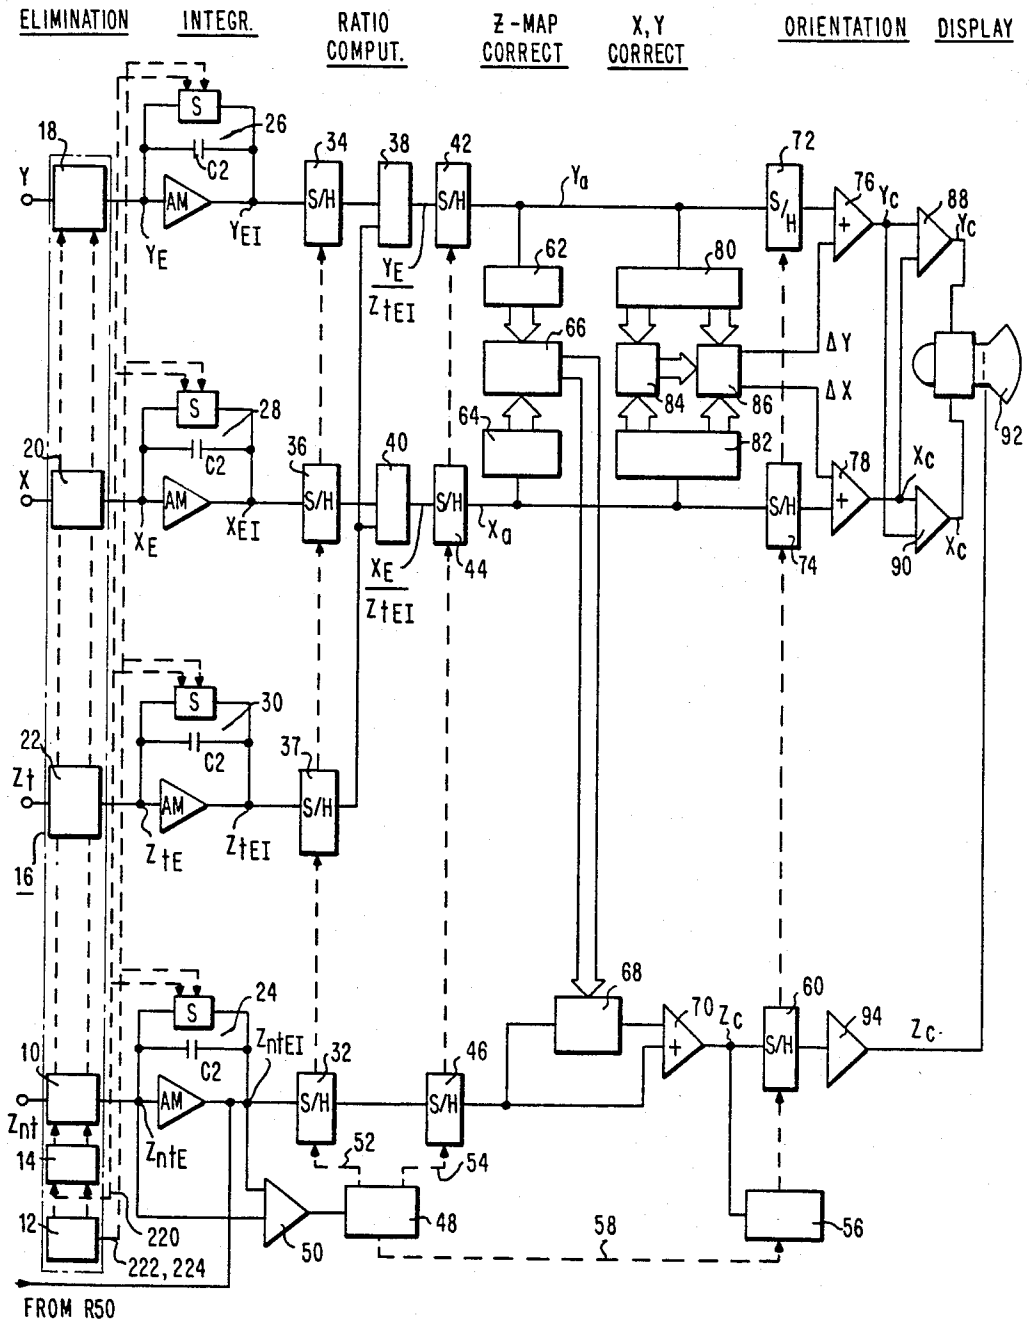 ELIMINATION INTEGR. RATIO COMPUT. Z-MAP CORRECT X,Y CORRECT ORIENTATION DISPLAY
S
18 26 34 38 42 72
C2
Y AM S/H S/H Ya S/H 76 Yc 88 Yc
+
YE YEI YE ZtEI 62 80
66 ΔY
S 84 86 ΔX 92
28 64 82
20 C2 36 40 78
X AM S/H S/H S/H + Xc
XE XEI XE ZtEI 44 Xa 74 90 Xc
S
30
22 C2 37
Zt AM S/H
ZtE ZtEI
16
S
24 68 70 60 94
ZntEI 32 46 Zc Zc
10 C2 + S/H
AM S/H S/H
Znt ZntE
14 52 54
12 220 50 48 58 56
222, 224
FROM R50